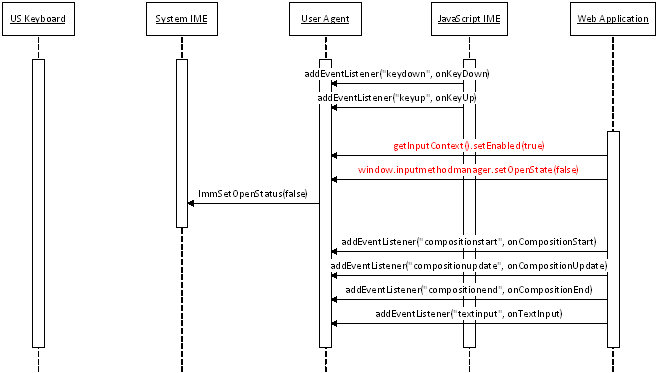 US Keyboard
System IME
User Agent
JavaScript IME
Web Application
addEventListener("keydown", onKeyDown)
addEventListener("keyup", onKeyUp)
getInputContext().setEnabled(true)
window.inputmethodmanager.setOpenState(false)
ImmSetOpenStatus(false)
addEventListener("compositionstart", onCompositionStart)
addEventListener("compositionupdate", onCompositionUpdate)
addEventListener("compositionend", onCompositionEnd)
addEventListener("textinput", onTextInput)